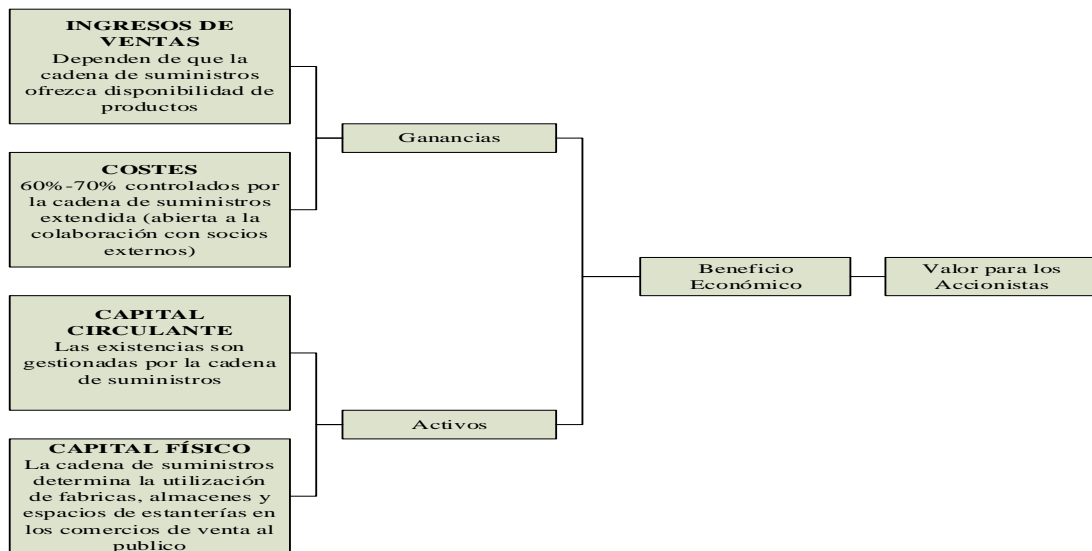 INGRESOS DE
VENTAS
Dependen de que la
cadena de suministros
ofrezca disponibilidad de
productos
Ganancias
COSTES
60%-70% controlados por
la cadena de suministros
extendida (abierta a la
colaboración con socios
externos)
Beneficio
Económico
Valor para los
Accionistas
CAPITAL
CIRCULANTE
Las existencias son
gestionadas por la cadena
de suministros
Activos
CAPITAL FÍSICO
La cadena de suministros
determina la utilización
de fabricas, almacenes y
espacios de estanterías en
los comercios de venta al
publico